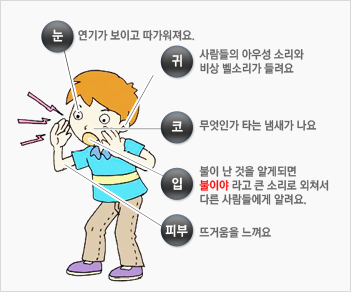 눈
연기가 보이고 따가워져요.
귀
사람들의 아우성 소리와
비상 벨소리가 들려요
코
무엇인가 타는 냄새가 나요
입
불이 난 것을 알게되면
불이야 라고 큰 소리로 외쳐서
다른 사람들에게 알려요.
피부
뜨거움을 느껴요